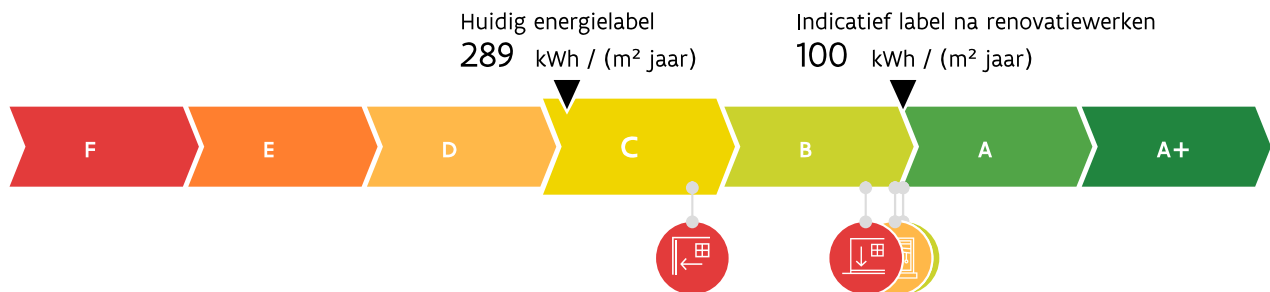 Huidig energielabel
289 kWh / (m² jaar)
Indicatief label na renovatiewerken
100 kWh / (m² jaar)
F E D C B A A+